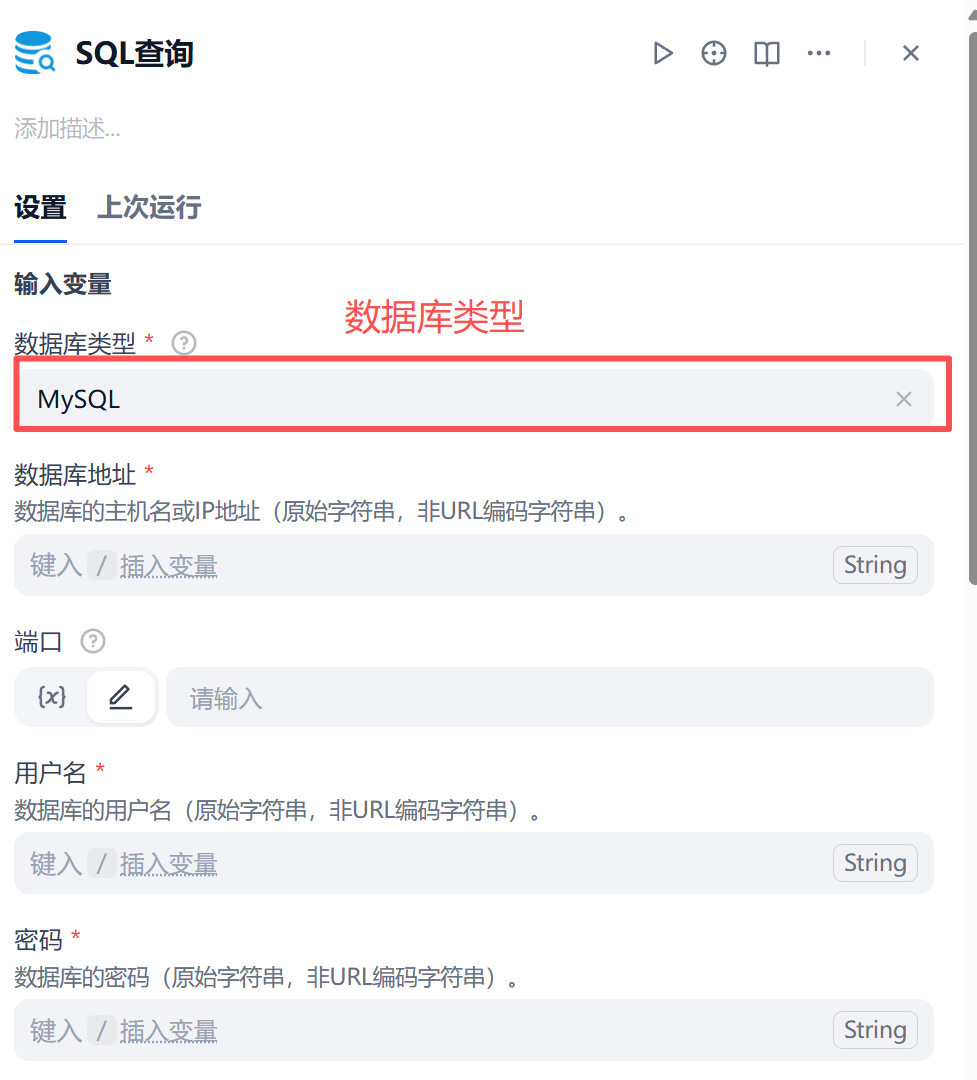 SQL查询
添加描述...
设置 上次运行
输入变量
数据库类型
数据库类型 * ?
MySQL
数据库地址 *
数据库的主机名或IP地址（原始字符串，非URL编码字符串）。
键入 / 插入变量 String
端口 ?
{x} 请输入
用户名 *
数据库的用户名（原始字符串，非URL编码字符串）。
键入 / 插入变量 String
密码 *
数据库的密码（原始字符串，非URL编码字符串）。
键入 / 插入变量 String